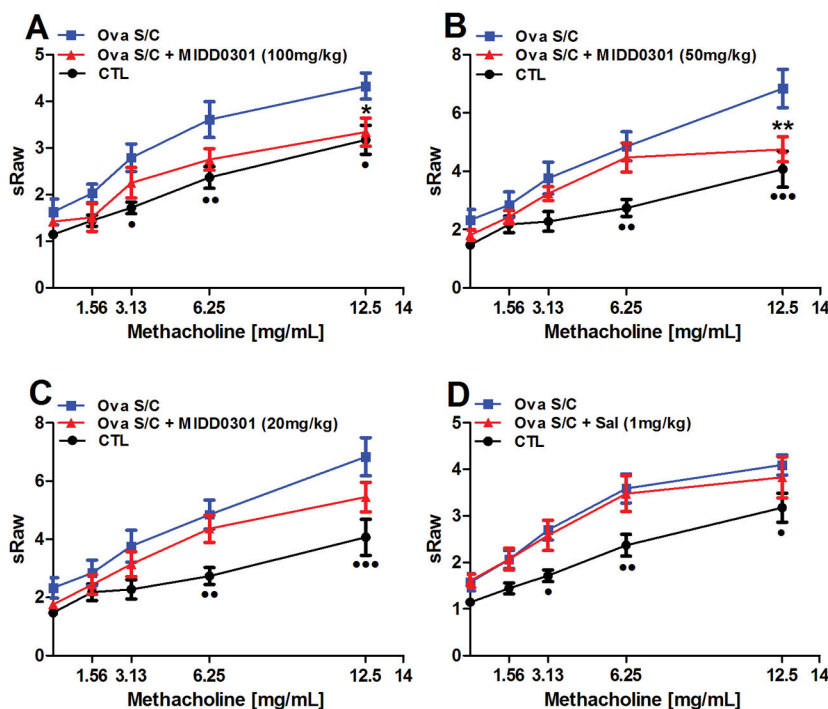 A
Ova S/C
Ova S/C + MIDD0301 (100mg/kg)
CTL
5
4
3
2
1
0
sRaw
*
•
••
•
1.56 3.13 6.25 12.5 14
Methacholine [mg/mL]
B
Ova S/C
Ova S/C + MIDD0301 (50mg/kg)
CTL
8
6
4
2
0
sRaw
**
••
•••
1.56 3.13 6.25 12.5 14
Methacholine [mg/mL]
C
Ova S/C
Ova S/C + MIDD0301 (20mg/kg)
CTL
8
6
4
2
0
sRaw
••
•••
1.56 3.13 6.25 12.5 14
Methacholine [mg/mL]
D
Ova S/C
Ova S/C + Sal (1mg/kg)
CTL
5
4
3
2
1
0
sRaw
•
••
•
1.56 3.13 6.25 12.5 14
Methacholine [mg/mL]